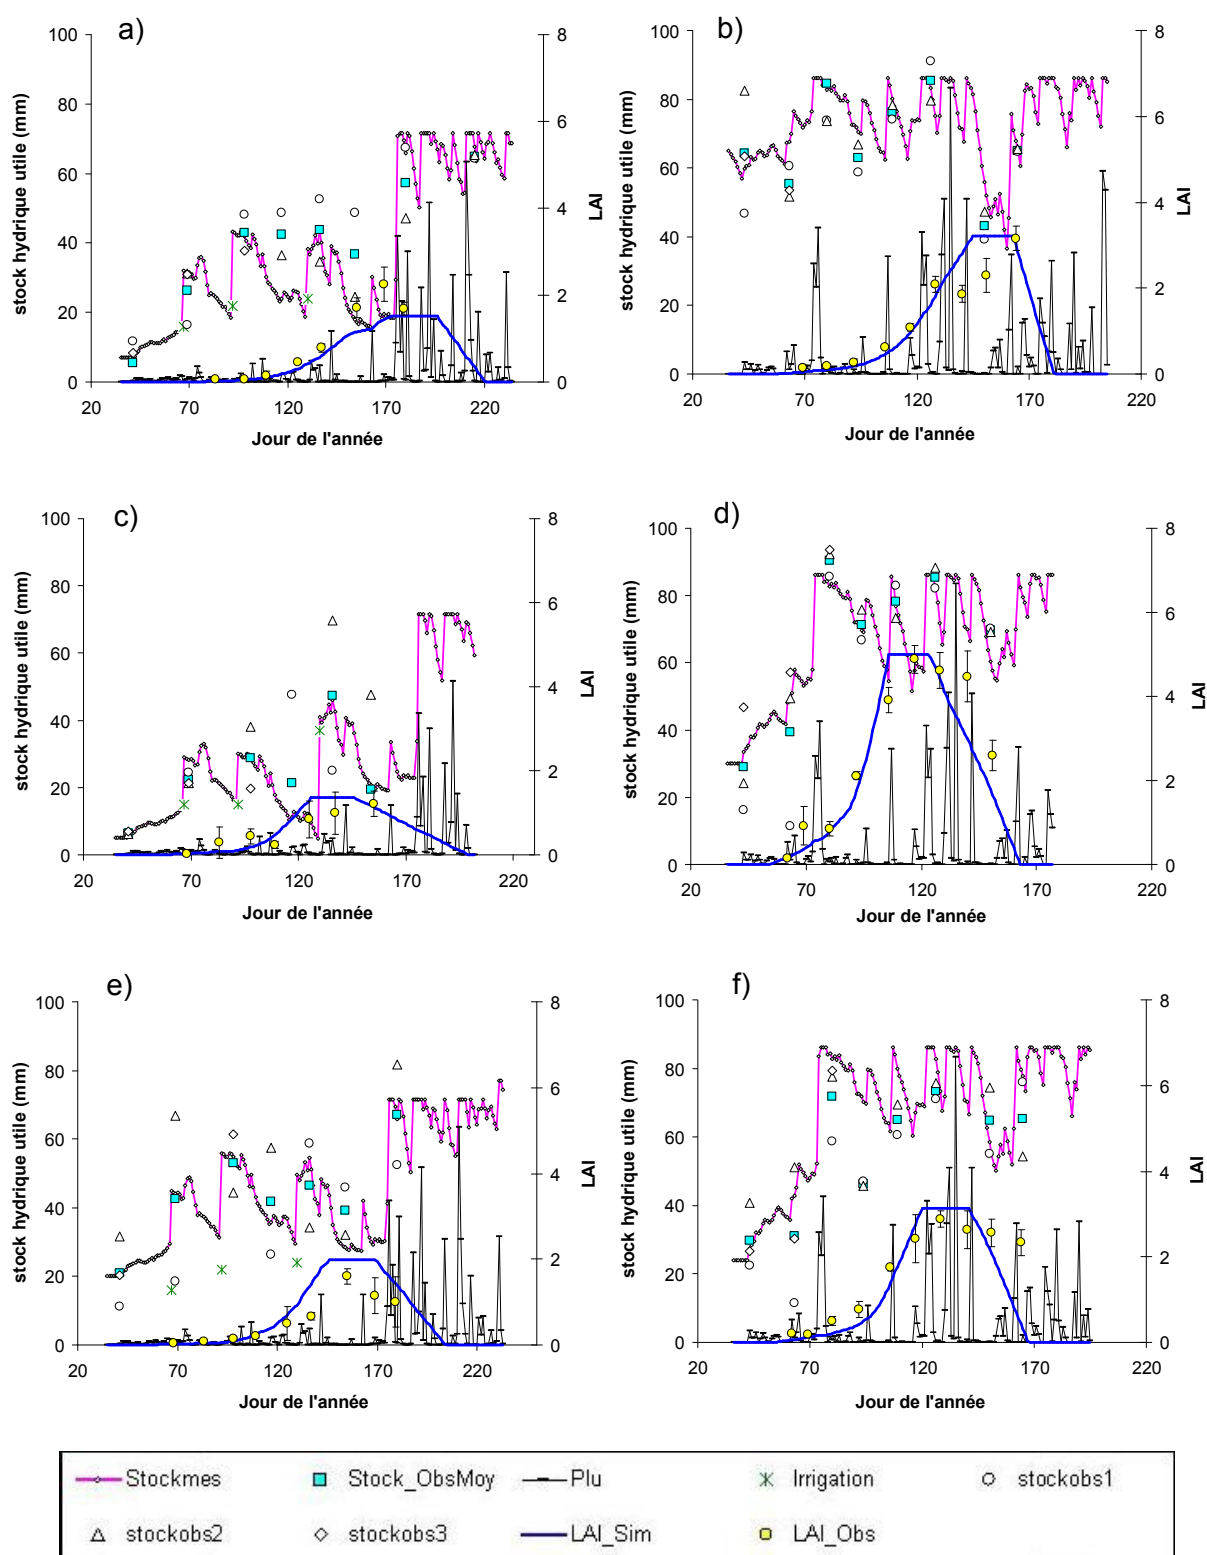 a)
100
80
60
40
20
0
8
6
4
2
0
20 70 120 170 220
stock hydrique utile (mm)
LAI
Jour de l'année
b)
100
80
60
40
20
0
8
6
4
2
0
20 70 120 170 220
stock hydrique utile (mm)
LAI
Jour de l'année
c)
100
80
60
40
20
0
8
6
4
2
0
20 70 120 170 220
stock hydrique utile (mm)
LAI
Jour de l'année
d)
100
80
60
40
20
0
8
6
4
2
0
20 70 120 170 220
stock hydrique utile (mm)
LAI
Jour de l'année
e)
100
80
60
40
20
0
8
6
4
2
0
20 70 120 170 220
stock hydrique utile (mm)
LAI
Jour de l'année
f)
100
80
60
40
20
0
8
6
4
2
0
20 70 120 170 220
stock hydrique utile (mm)
LAI
Jour de l'année
Stockmes Stock_ObsMoy Plu Irrigation stockobs1
stockobs2 stockobs3 LAI_Sim LAI_Obs